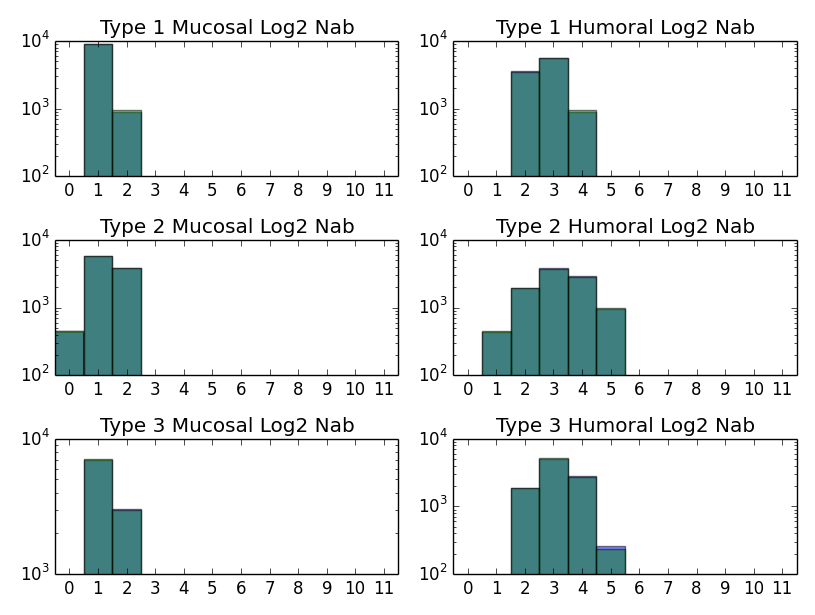 Type 1 Mucosal Log2 Nab
10^4
10^3
10^2
0 1 2 3 4 5 6 7 8 9 10 11
Type 1 Humoral Log2 Nab
10^4
10^3
10^2
0 1 2 3 4 5 6 7 8 9 10 11
Type 2 Mucosal Log2 Nab
10^4
10^3
10^2
0 1 2 3 4 5 6 7 8 9 10 11
Type 2 Humoral Log2 Nab
10^4
10^3
10^2
0 1 2 3 4 5 6 7 8 9 10 11
Type 3 Mucosal Log2 Nab
10^4
10^3
0 1 2 3 4 5 6 7 8 9 10 11
Type 3 Humoral Log2 Nab
10^4
10^3
10^2
0 1 2 3 4 5 6 7 8 9 10 11